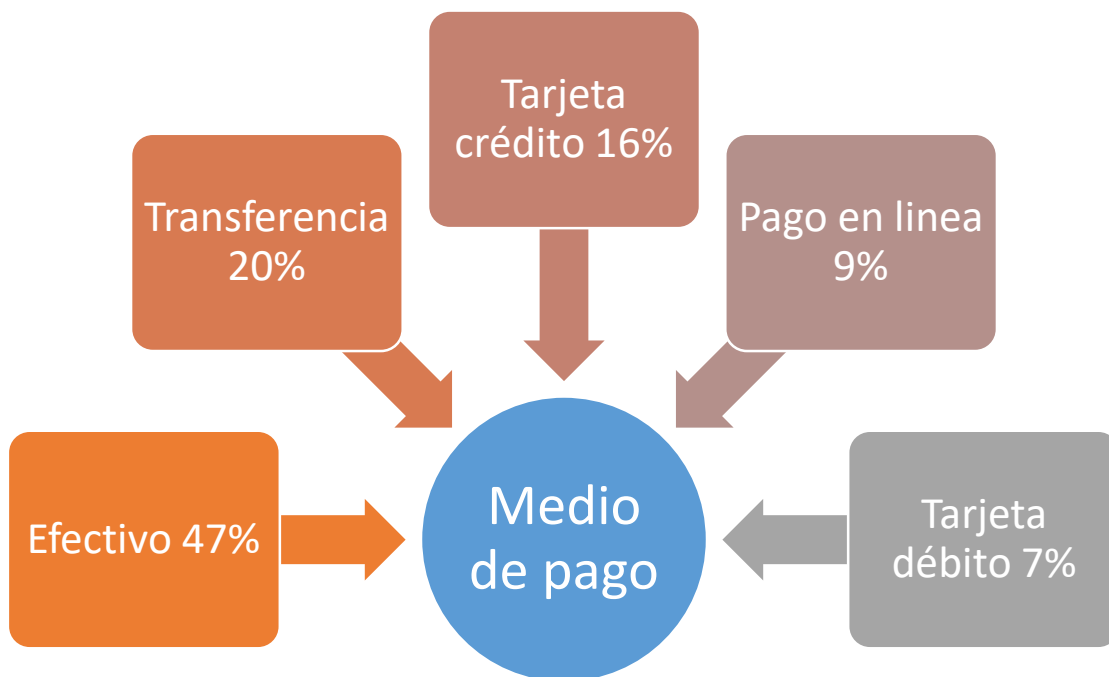 Tarjeta
crédito 16%
Transferencia
20%
Pago en linea
9%
Efectivo 47%
Medio
de pago
Tarjeta
débito 7%